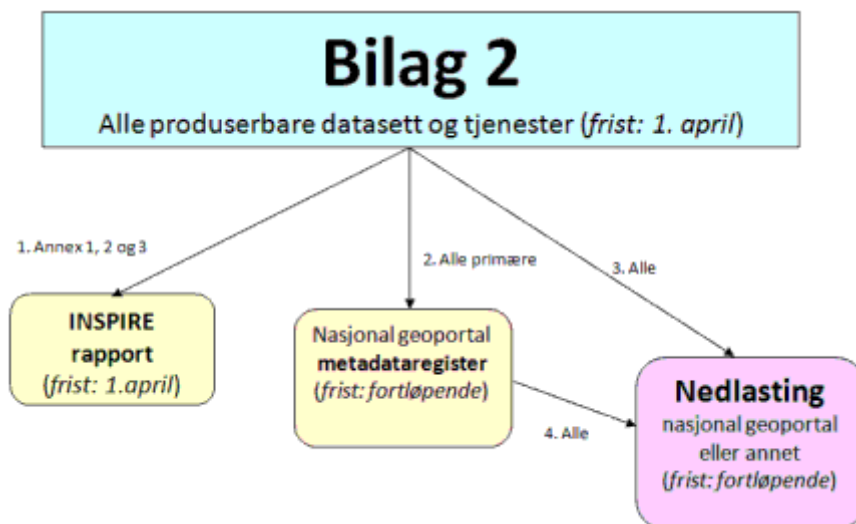 Bilag 2
Alle produserbare datasett og tjenester (frist: 1. april)
1. Annex 1, 2 og 3
2. Alle primære
3. Alle
INSPIRE
rapport
(frist: 1.april)
Nasjonal geoportal
metadataregister
(frist: fortløpende)
4. Alle
Nedlasting
nasjonal geoportal
eller annet
(frist: fortløpende)